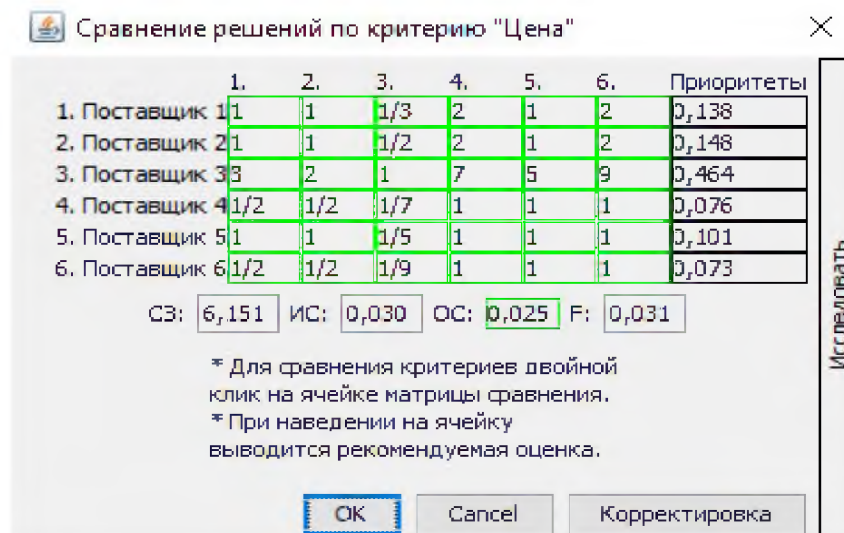 Сравнение решений по критерию "Цена"
1. 2. 3. 4. 5. 6. Приоритеты
1. Поставщик 1 1 1 1/3 2 1 2 0,138
2. Поставщик 2 1 1 1/2 2 1 2 0,148
3. Поставщик 3 3 2 1 7 5 9 0,464
4. Поставщик 4 1/2 1/2 1/7 1 1 1 0,076
5. Поставщик 5 1 1 1/5 1 1 1 0,101
6. Поставщик 6 1/2 1/2 1/9 1 1 1 0,073
СЗ: 6,151 ИС: 0,030 ОС: 0,025 F: 0,031
* Для сравнения критериев двойной
клик на ячейке матрицы сравнения.
* При наведении на ячейку
выводится рекомендуемая оценка.
OK Cancel Корректировка
Исследовать